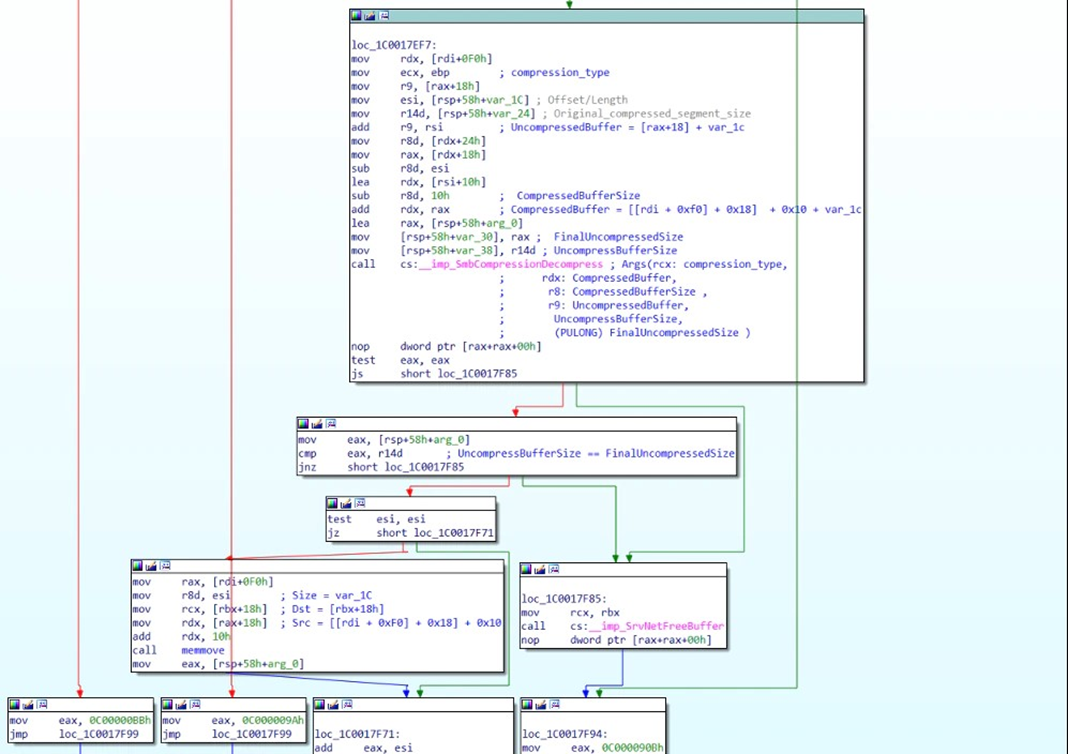 loc_1C0017EF7:
mov rdx, [rdi+0F0h]
mov ecx, ebp ; compression_type
mov r9, [rax+18h]
mov esi, [rsp+58h+var_1C] ; Offset/Length
mov r14d, [rsp+58h+var_24] ; Original_compressed_segment_size
add r9, rsi ; UncompressedBuffer = [rax+18] + var_1c
mov r8d, [rdx+24h]
mov rax, [rdx+18h]
sub r8d, esi
lea rdx, [rsi+10h]
sub r8d, 10h ; CompressedBufferSize
add rdx, rax ; CompressedBuffer = [[rdi + 0xf0] + 0x18] + 0x10 + var_1c
lea rax, [rsp+58h+arg_0]
mov [rsp+58h+var_30], rax ; FinalUncompressedSize
mov [rsp+58h+var_38], r14d ; UncompressBufferSize
call cs:__imp_SmbCompressionDecompress ; Args(rcx: compression_type,
; rdx: CompressedBuffer,
; r8: CompressedBufferSize ,
; r9: UncompressedBuffer,
; UncompressBufferSize,
; (PULONG) FinalUncompressedSize )
nop dword ptr [rax+rax+00h]
test eax, eax
js short loc_1C0017F85
mov eax, [rsp+58h+arg_0]
cmp eax, r14d ; UncompressBufferSize == FinalUncompressedSize
jnz short loc_1C0017F85
test esi, esi
jz short loc_1C0017F71
mov rax, [rdi+0F0h]
mov r8d, esi ; Size = var_1C
mov rcx, [rbx+18h] ; Dst = [rbx+18h]
mov rdx, [rax+18h] ; Src = [[rdi + 0xF0] + 0x18] + 0x10
add rdx, 10h
call memmove
mov eax, [rsp+58h+arg_0]
loc_1C0017F85:
mov rcx, rbx
call cs:__imp_SrvNetFreeBuffer
nop dword ptr [rax+rax+00h]
mov eax, 0C00000BBh
jmp loc_1C0017F99
mov eax, 0C000009Ah
jmp loc_1C0017F99
loc_1C0017F71:
add eax, esi
loc_1C0017F94:
mov eax, 0C000090Bh